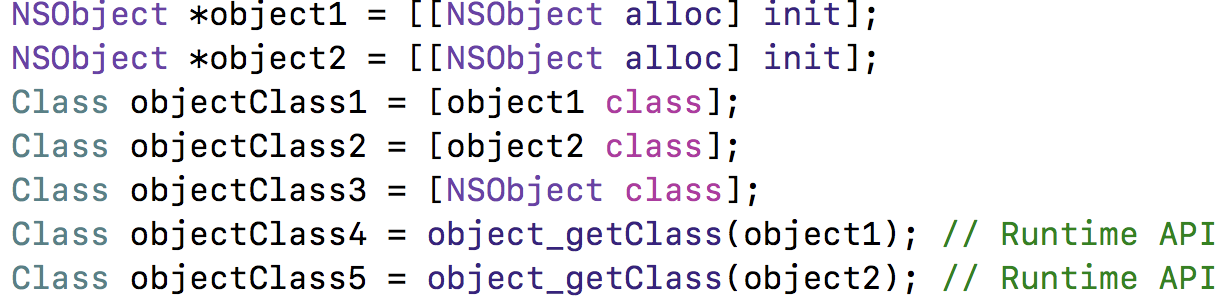 NSObject *object1 = [[NSObject alloc] init];
NSObject *object2 = [[NSObject alloc] init];
Class objectClass1 = [object1 class];
Class objectClass2 = [object2 class];
Class objectClass3 = [NSObject class];
Class objectClass4 = object_getClass(object1); // Runtime API
Class objectClass5 = object_getClass(object2); // Runtime API